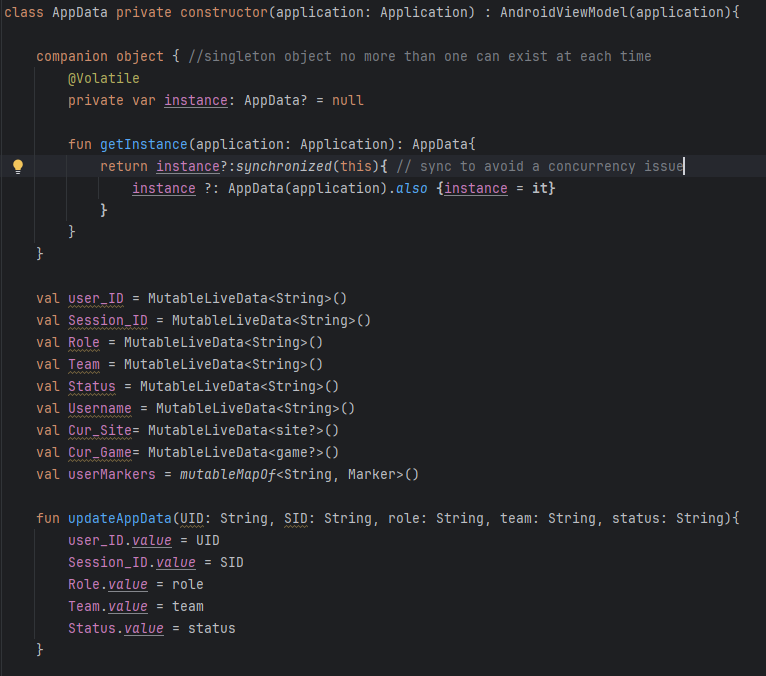 class AppData private constructor(application: Application) : AndroidViewModel(application){
companion object { //singleton object no more than one can exist at each time
@Volatile
private var instance: AppData? = null
fun getInstance(application: Application): AppData{
return instance?:synchronized(this){ // sync to avoid a concurrency issue
instance ?: AppData(application).also {instance = it}
}
}
}
val user_ID = MutableLiveData<String>()
val Session_ID = MutableLiveData<String>()
val Role = MutableLiveData<String>()
val Team = MutableLiveData<String>()
val Status = MutableLiveData<String>()
val Username = MutableLiveData<String>()
val Cur_Site= MutableLiveData<site?>()
val Cur_Game= MutableLiveData<game?>()
val userMarkers = mutableMapOf<String, Marker>()
fun updateAppData(UID: String, SID: String, role: String, team: String, status: String){
user_ID.value = UID
Session_ID.value = SID
Role.value = role
Team.value = team
Status.value = status
}